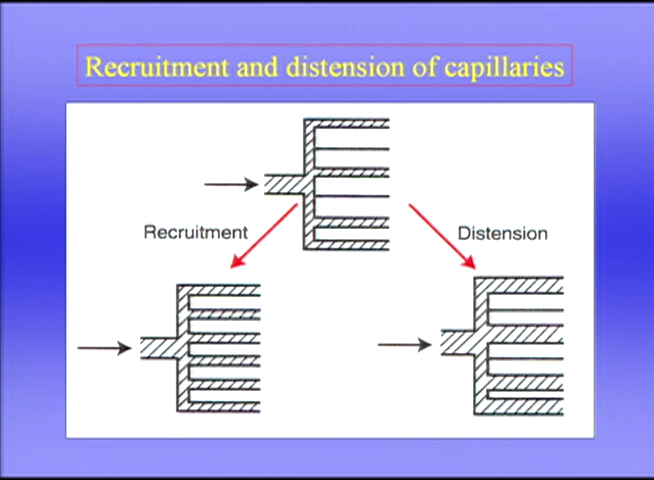 Recruitment and distension of capillaries
Recruitment
Distension